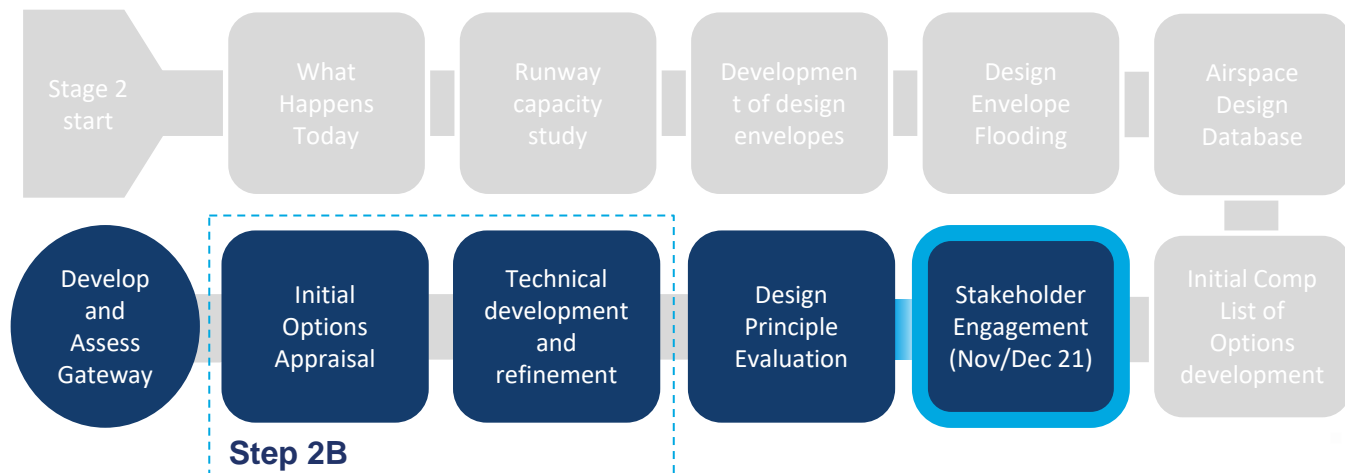 Stage 2
start
What
Happens
Today
Runway
capacity
study
Developmen
t of design
envelopes
Design
Envelope
Flooding
Airspace
Design
Database
Develop
and
Assess
Gateway
Initial
Options
Appraisal
Technical
development
and
refinement
Design
Principle
Evaluation
Stakeholder
Engagement
(Nov/Dec 21)
Initial Comp
List of
Options
development
Step 2B